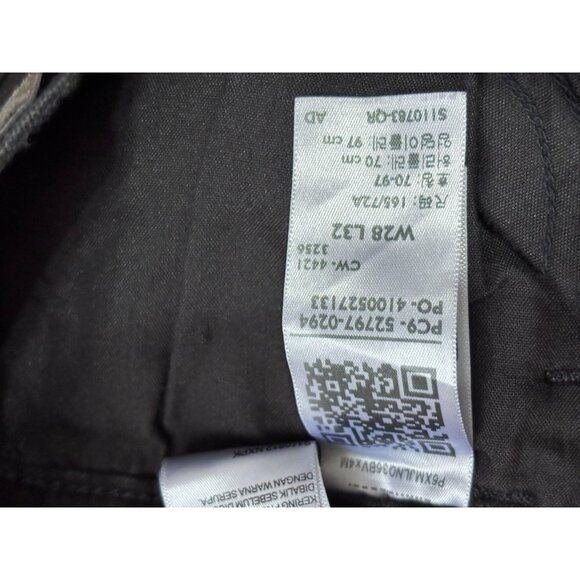 P6XMJLN036BVx4M
PC9- 52797-0294
PO- 4100527133
CW- 4421
3256
W28 L32
尺码 : 165/72A
호칭 : 70-97
허리둘레: 70 cm
엉덩이둘레: 97 cm
S110783-QR
AD
DIBALIK SEBELUM
DENGAN WARNA SERUPA